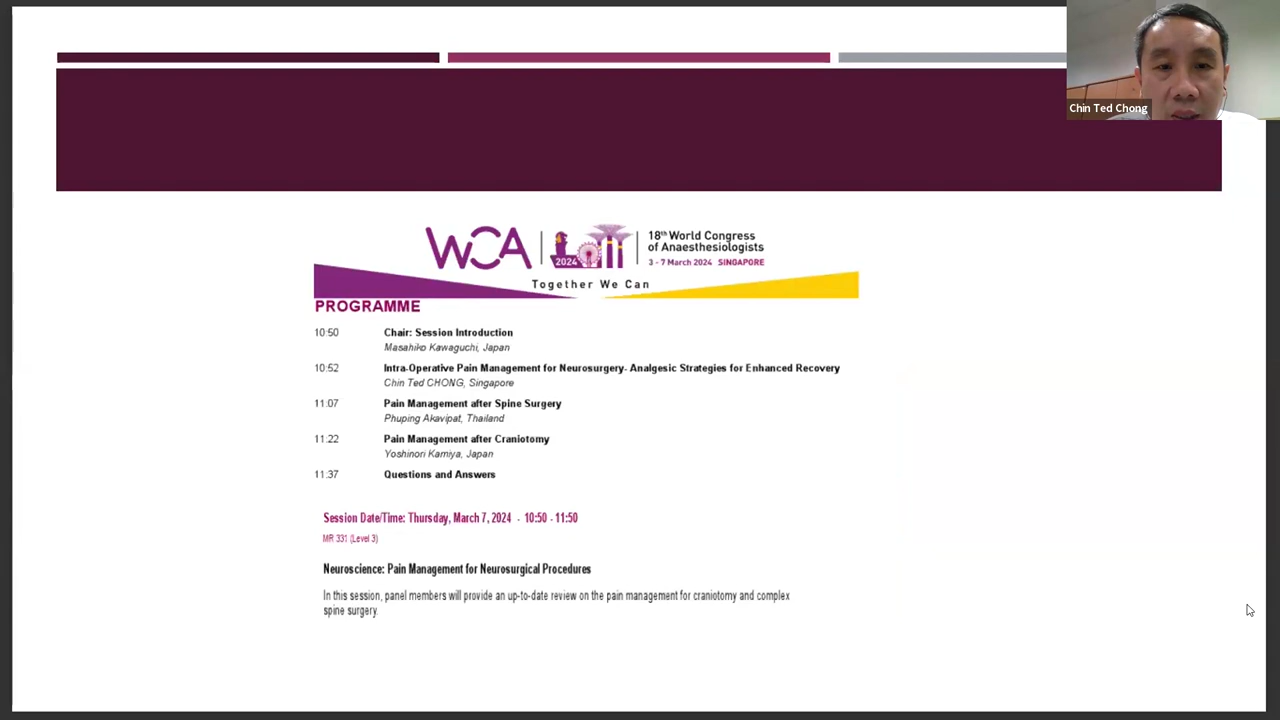 Chin Ted Chong
WCA
2024
18th World Congress
of Anaesthesiologists
3 - 7 March 2024 SINGAPORE
Together We Can
PROGRAMME
10:50 Chair: Session Introduction
Masahiko Kawaguchi, Japan
10:52 Intra-Operative Pain Management for Neurosurgery- Analgesic Strategies for Enhanced Recovery
Chin Ted CHONG, Singapore
11:07 Pain Management after Spine Surgery
Phuping Akavipat, Thailand
11:22 Pain Management after Craniotomy
Yoshinori Kamiya, Japan
11:37 Questions and Answers
Session Date/Time: Thursday, March 7, 2024 - 10:50 - 11:50
MR 331 (Level 3)
Neuroscience: Pain Management for Neurosurgical Procedures
In this session, panel members will provide an up-to-date review on the pain management for craniotomy and complex
spine surgery.